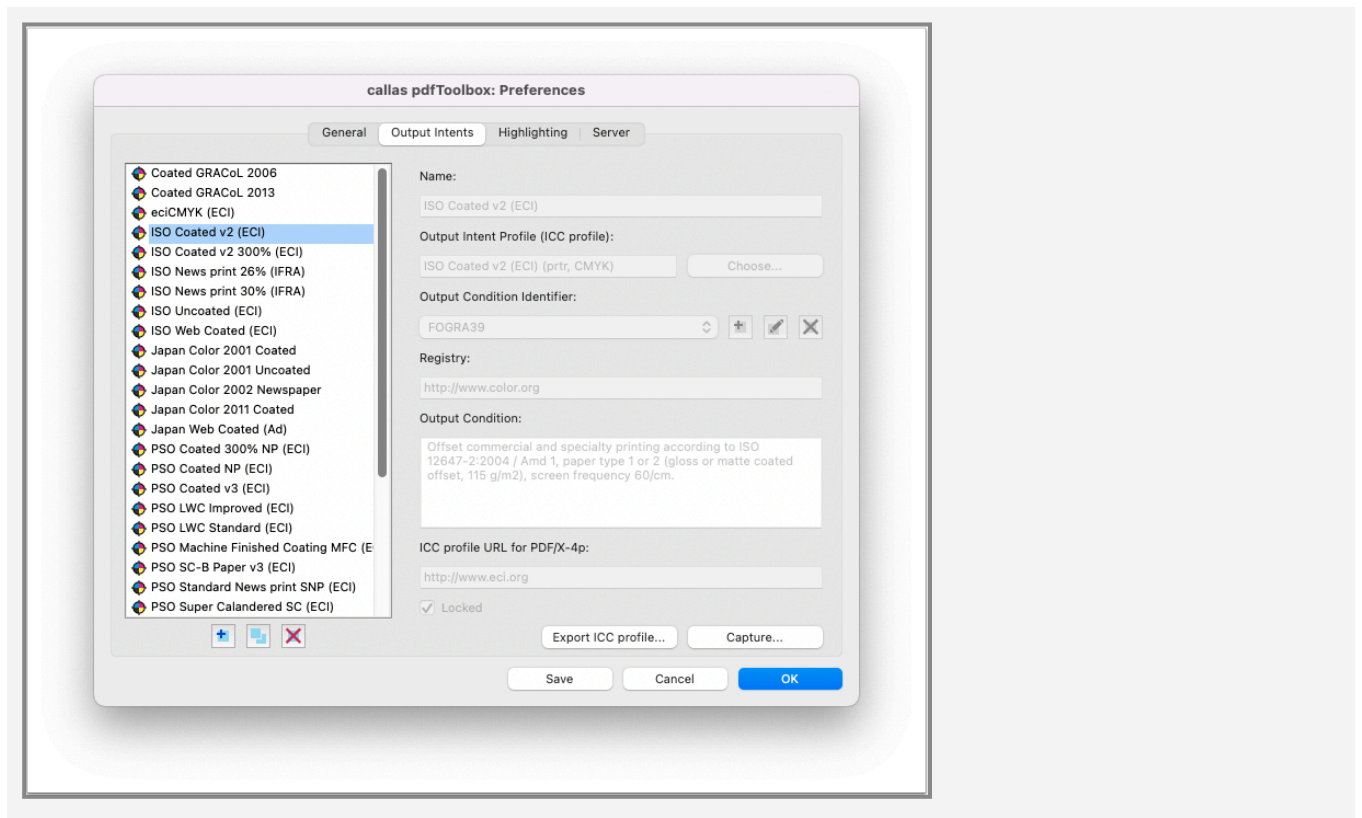 callas pdfToolbox: Preferences
General Output Intents Highlighting Server
Coated GRACoL 2006
Coated GRACoL 2013
eciCMYK (ECI)
ISO Coated v2 (ECI)
ISO Coated v2 300% (ECI)
ISO News print 26% (IFRA)
ISO News print 30% (IFRA)
ISO Uncoated (ECI)
ISO Web Coated (ECI)
Japan Color 2001 Coated
Japan Color 2001 Uncoated
Japan Color 2002 Newspaper
Japan Color 2011 Coated
Japan Web Coated (Ad)
PSO Coated 300% NP (ECI)
PSO Coated NP (ECI)
PSO Coated v3 (ECI)
PSO LWC Improved (ECI)
PSO LWC Standard (ECI)
PSO Machine Finished Coating MFC (E
PSO SC-B Paper v3 (ECI)
PSO Standard News print SNP (ECI)
PSO Super Calandered SC (ECI)
Name:
ISO Coated v2 (ECI)
Output Intent Profile (ICC profile):
ISO Coated v2 (ECI) (prtr, CMYK)
Choose...
Output Condition Identifier:
FOGRA39
Registry:
http://www.color.org
Output Condition:
Offset commercial and specialty printing according to ISO
12647-2:2004 / Amd 1, paper type 1 or 2 (gloss or matte coated
offset, 115 g/m2), screen frequency 60/cm.
ICC profile URL for PDF/X-4p:
http://www.eci.org
Locked
Export ICC profile... Capture...
Save Cancel OK